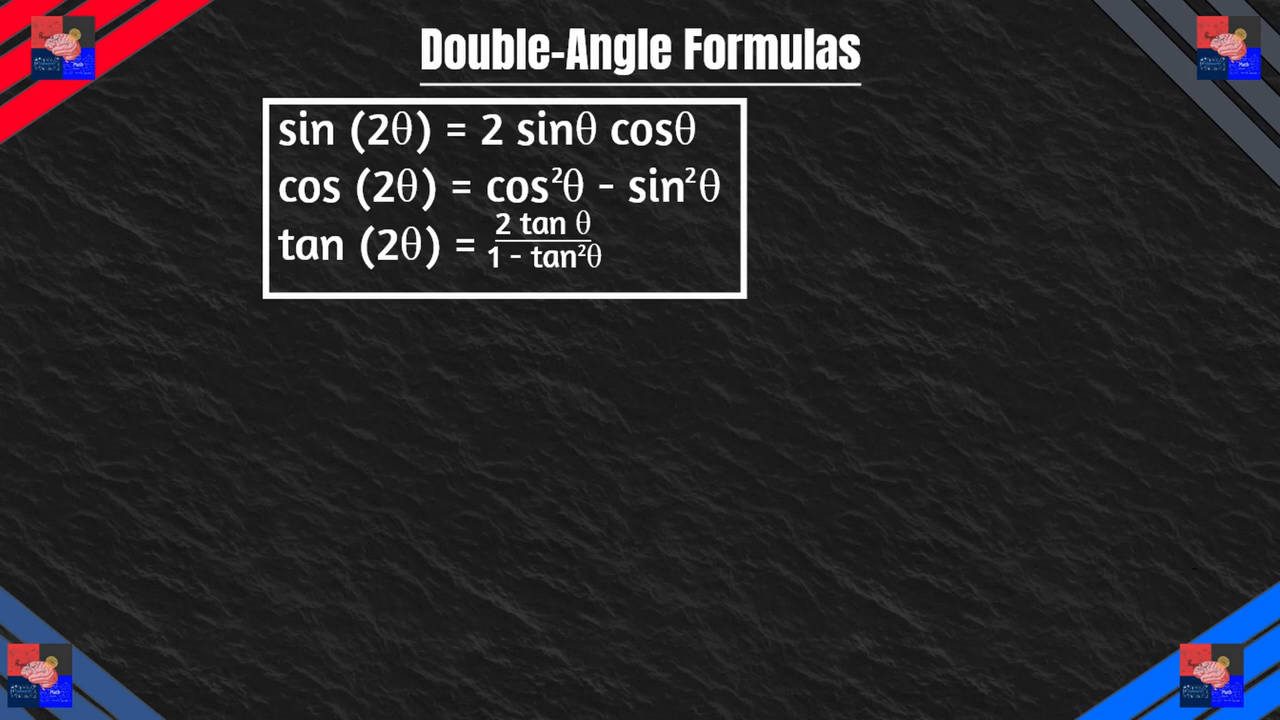 Double-Angle Formulas
sin (2θ) = 2 sinθ cosθ
cos (2θ) = cos²θ - sin²θ
tan (2θ) = 2 tan θ
1 - tan²θ